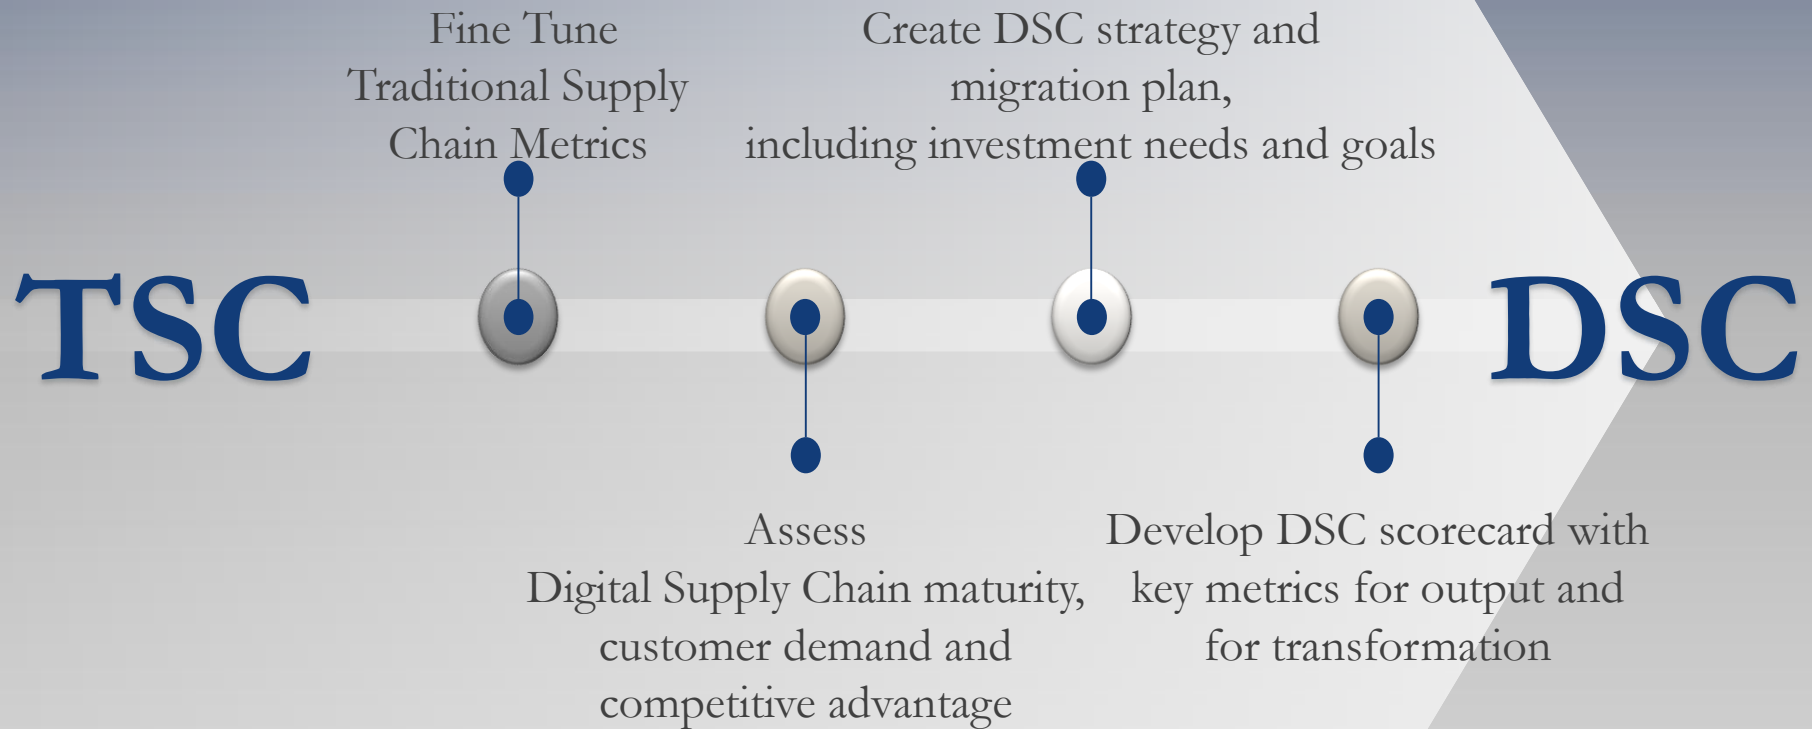 Fine Tune
Traditional Supply
Chain Metrics
Create DSC strategy and
migration plan,
including investment needs and goals
TSC
DSC
Assess
Digital Supply Chain maturity,
customer demand and
competitive advantage
Develop DSC scorecard with
key metrics for output and
for transformation